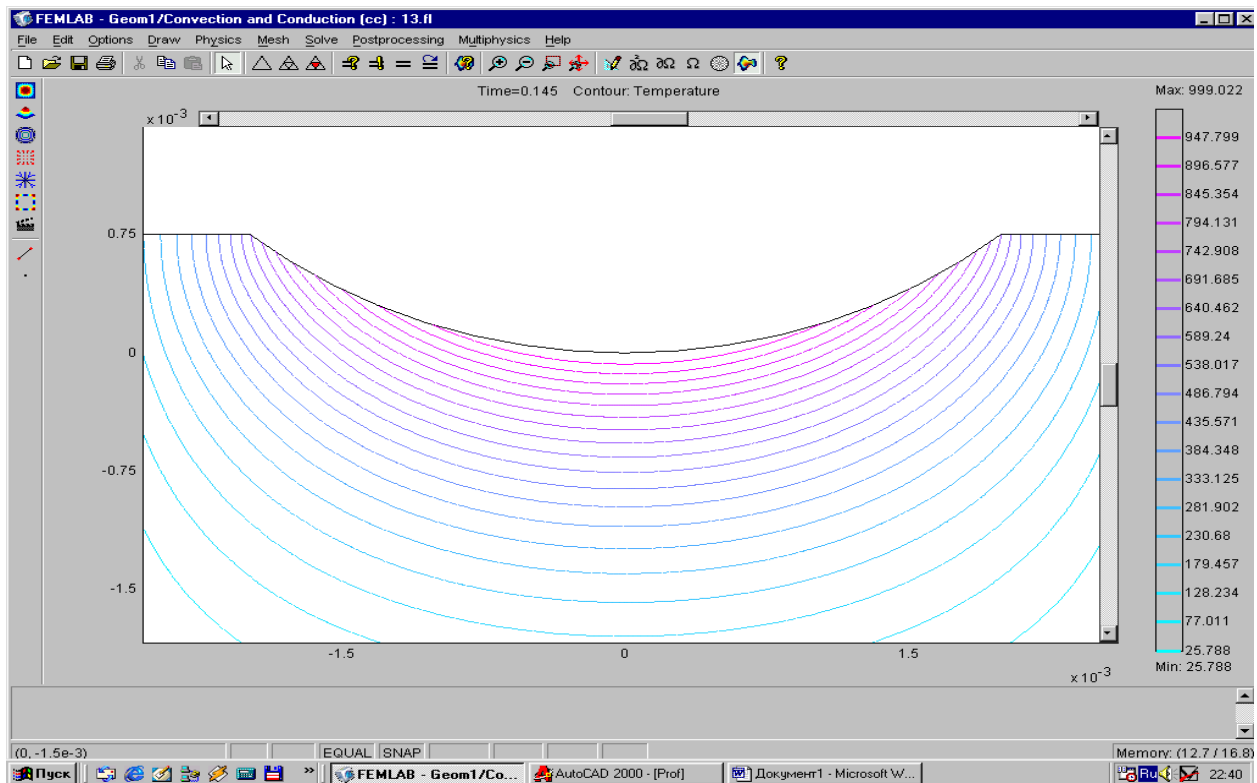 FEMLAB - Geom1/Convection and Conduction (cc) : 13.fl
File Edit Options Draw Physics Mesh Solve Postprocessing Multiphysics Help
Time=0.145 Contour: Temperature
Max: 999.022
x 10⁻³
947.799
896.577
845.354
794.131
742.908
691.685
640.462
589.24
538.017
486.794
435.571
384.348
333.125
281.902
230.68
179.457
128.234
77.011
25.788
Min: 25.788
0.75
0
-0.75
-1.5
-1.5 0 1.5
x 10⁻³
(0, -1.5e-3) EQUAL SNAP Memory: (12.7 / 16.8)
Пуск » FEMLAB - Geom1/Co... AutoCAD 2000 - [Prof] Документ1 - Microsoft W... Ru 22:40